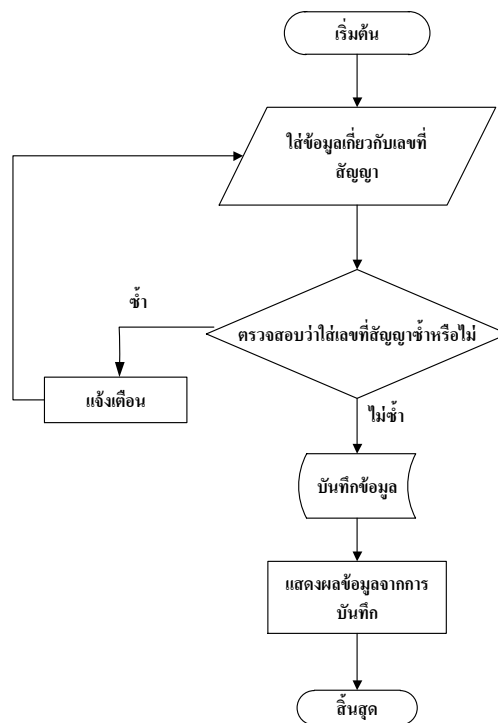 เริ่มต้น
ใส่ข้อมูลเกี่ยวกับเลขที่
สัญญา
ซ้ำ
ตรวจสอบว่าใส่เลขที่สัญญาซ้ำหรือไม่
แจ้งเตือน
ไม่ซ้ำ
บันทึกข้อมูล
แสดงผลข้อมูลจากการ
บันทึก
สิ้นสุด